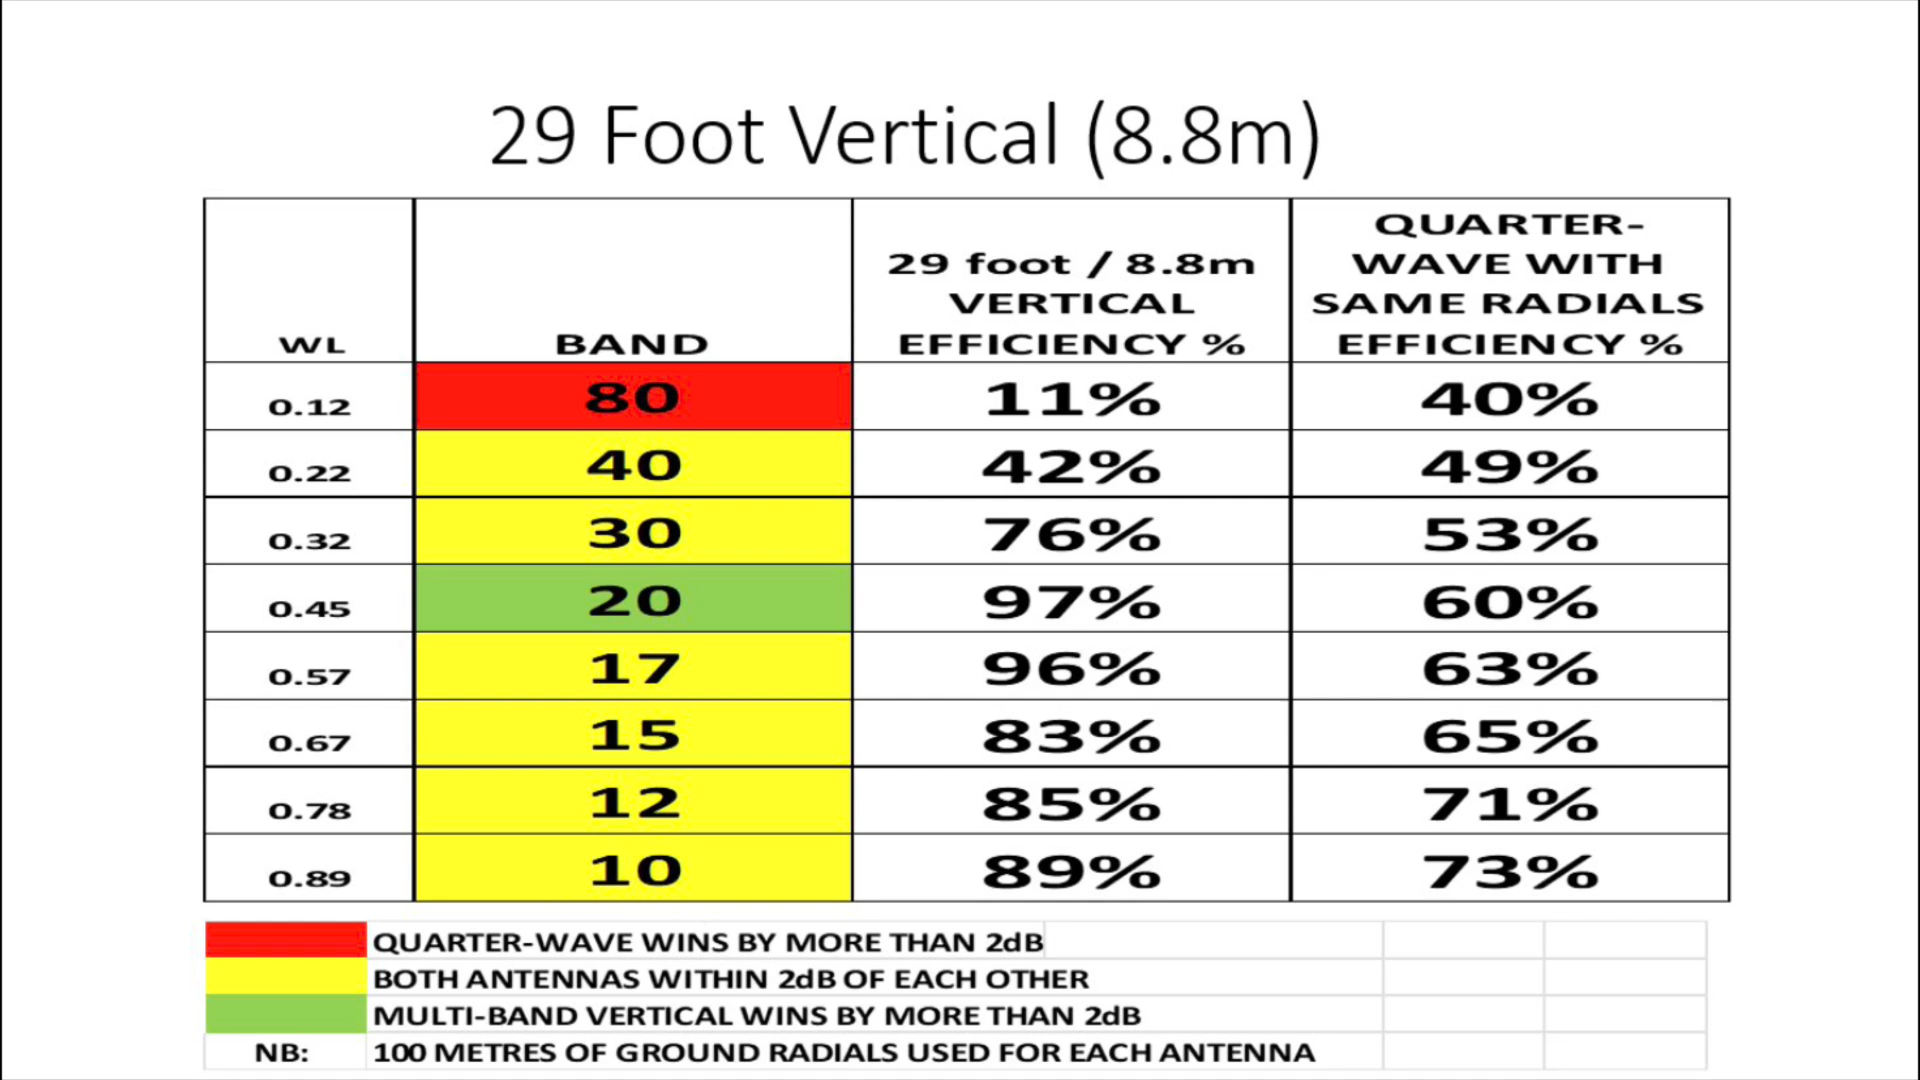 29 Foot Vertical (8.8m)
WL BAND 29 foot / 8.8m VERTICAL EFFICIENCY % QUARTER-WAVE WITH SAME RADIALS EFFICIENCY %
0.12 80 11% 40%
0.22 40 42% 49%
0.32 30 76% 53%
0.45 20 97% 60%
0.57 17 96% 63%
0.67 15 83% 65%
0.78 12 85% 71%
0.89 10 89% 73%
QUARTER-WAVE WINS BY MORE THAN 2dB
BOTH ANTENNAS WITHIN 2dB OF EACH OTHER
MULTI-BAND VERTICAL WINS BY MORE THAN 2dB
NB: 100 METRES OF GROUND RADIALS USED FOR EACH ANTENNA